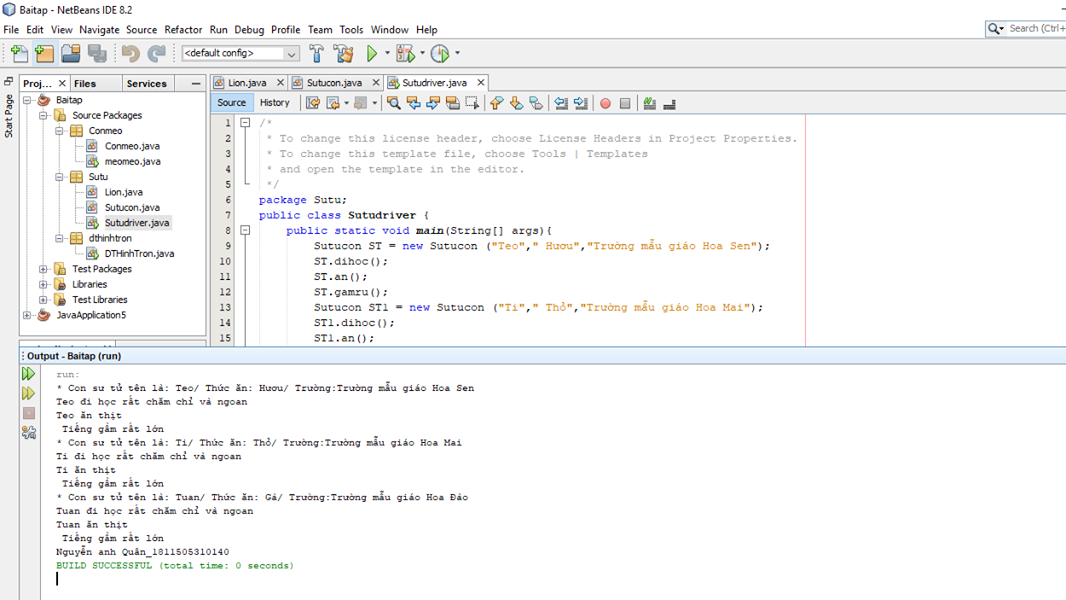 Baitap - NetBeans IDE 8.2
File Edit View Navigate Source Refactor Run Debug Profile Team Tools Window Help
Search (Ctrl+
<default config>
Proj... Files Services
Lion.java Sutucon.java Sutudriver.java
Start Page
Source History
Baitap
Source Packages
Conmeo
Conmeo.java
meomeo.java
Sutu
Lion.java
Sutucon.java
Sutudriver.java
dthinhtron
DTHinhTron.java
Test Packages
Libraries
Test Libraries
JavaApplication5
1 /*
2 * To change this license header, choose License Headers in Project Properties.
3 * To change this template file, choose Tools | Templates
4 * and open the template in the editor.
5 */
6 package Sutu;
7 public class Sutudriver {
8 public static void main(String[] args){
9 Sutucon ST = new Sutucon ("Teo"," Hươu","Trường mẫu giáo Hoa Sen");
10 ST.dihoc();
11 ST.an();
12 ST.gamru();
13 Sutucon ST1 = new Sutucon ("Ti"," Thỏ","Trường mẫu giáo Hoa Mai");
14 ST1.dihoc();
15 ST1.an();
Output - Baitap (run)
run:
* Con sư tử tên là: Teo/ Thức ăn: Hươu/ Trường:Trường mẫu giáo Hoa Sen
Teo đi học rất chăm chỉ và ngoan
Teo ăn thịt
Tiếng gầm rất lớn
* Con sư tử tên là: Ti/ Thức ăn: Thỏ/ Trường:Trường mẫu giáo Hoa Mai
Ti đi học rất chăm chỉ và ngoan
Ti ăn thịt
Tiếng gầm rất lớn
* Con sư tử tên là: Tuan/ Thức ăn: Gà/ Trường:Trường mẫu giáo Hoa Đào
Tuan đi học rất chăm chỉ và ngoan
Tuan ăn thịt
Tiếng gầm rất lớn
Nguyễn anh Quân_1811505310140
BUILD SUCCESSFUL (total time: 0 seconds)